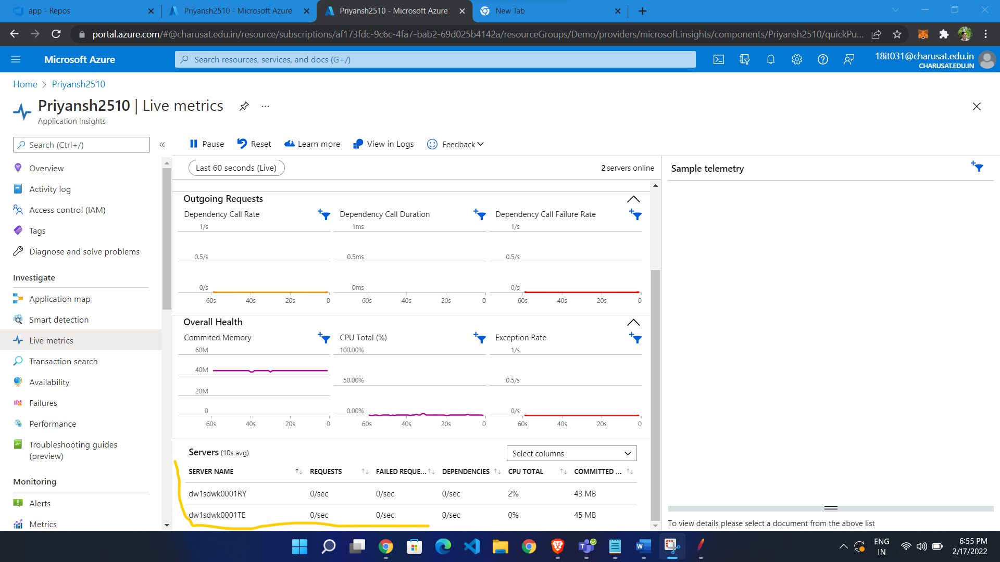 app - Repos
Priyansh2510 - Microsoft Azure
Priyansh2510 - Microsoft Azure
New Tab
portal.azure.com/#@charusat.edu.in/resource/subscriptions/af173fdc-9c6c-4fa7-bab2-69d025b4142a/resourceGroups/Demo/providers/microsoft.insights/components/Priyansh2510/quickPu...
Microsoft Azure
Search resources, services, and docs (G+/)
18it031@charusat.edu.in
CHARUSAT.EDU.IN
Home > Priyansh2510
Priyansh2510 | Live metrics
...
Application Insights
Search (Ctrl+/)
«
Pause
Reset
Learn more
View in Logs
Feedback
Overview
Activity log
Access control (IAM)
Tags
Diagnose and solve problems
Investigate
Application map
Smart detection
Live metrics
Transaction search
Availability
Failures
Performance
Troubleshooting guides
(preview)
Monitoring
Alerts
Metrics
Last 60 seconds (Live)
2 servers online
Outgoing Requests
Dependency Call Rate
1/s
0.5/s
0/s
60s 40s 20s 0
Dependency Call Duration
1ms
0.5ms
0ms
60s 40s 20s 0
Dependency Call Failure Rate
1/s
0.5/s
0/s
60s 40s 20s 0
Overall Health
Commited Memory
60M
40M
20M
0
60s 40s 20s 0
CPU Total (%)
100.00%
50.00%
0.00%
60s 40s 20s 0
Exception Rate
1/s
0.5/s
0/s
60s 40s 20s 0
Servers (10s avg)
Select columns
SERVER NAME REQUESTS FAILED REQUE... DEPENDENCIES CPU TOTAL COMMITTED ...
dw1sdwk0001RY 0/sec 0/sec 0/sec 2% 43 MB
dw1sdwk0001TE 0/sec 0/sec 0/sec 0% 45 MB
Sample telemetry
To view details please select a document from the above list
ENG
IN
6:55 PM
2/17/2022